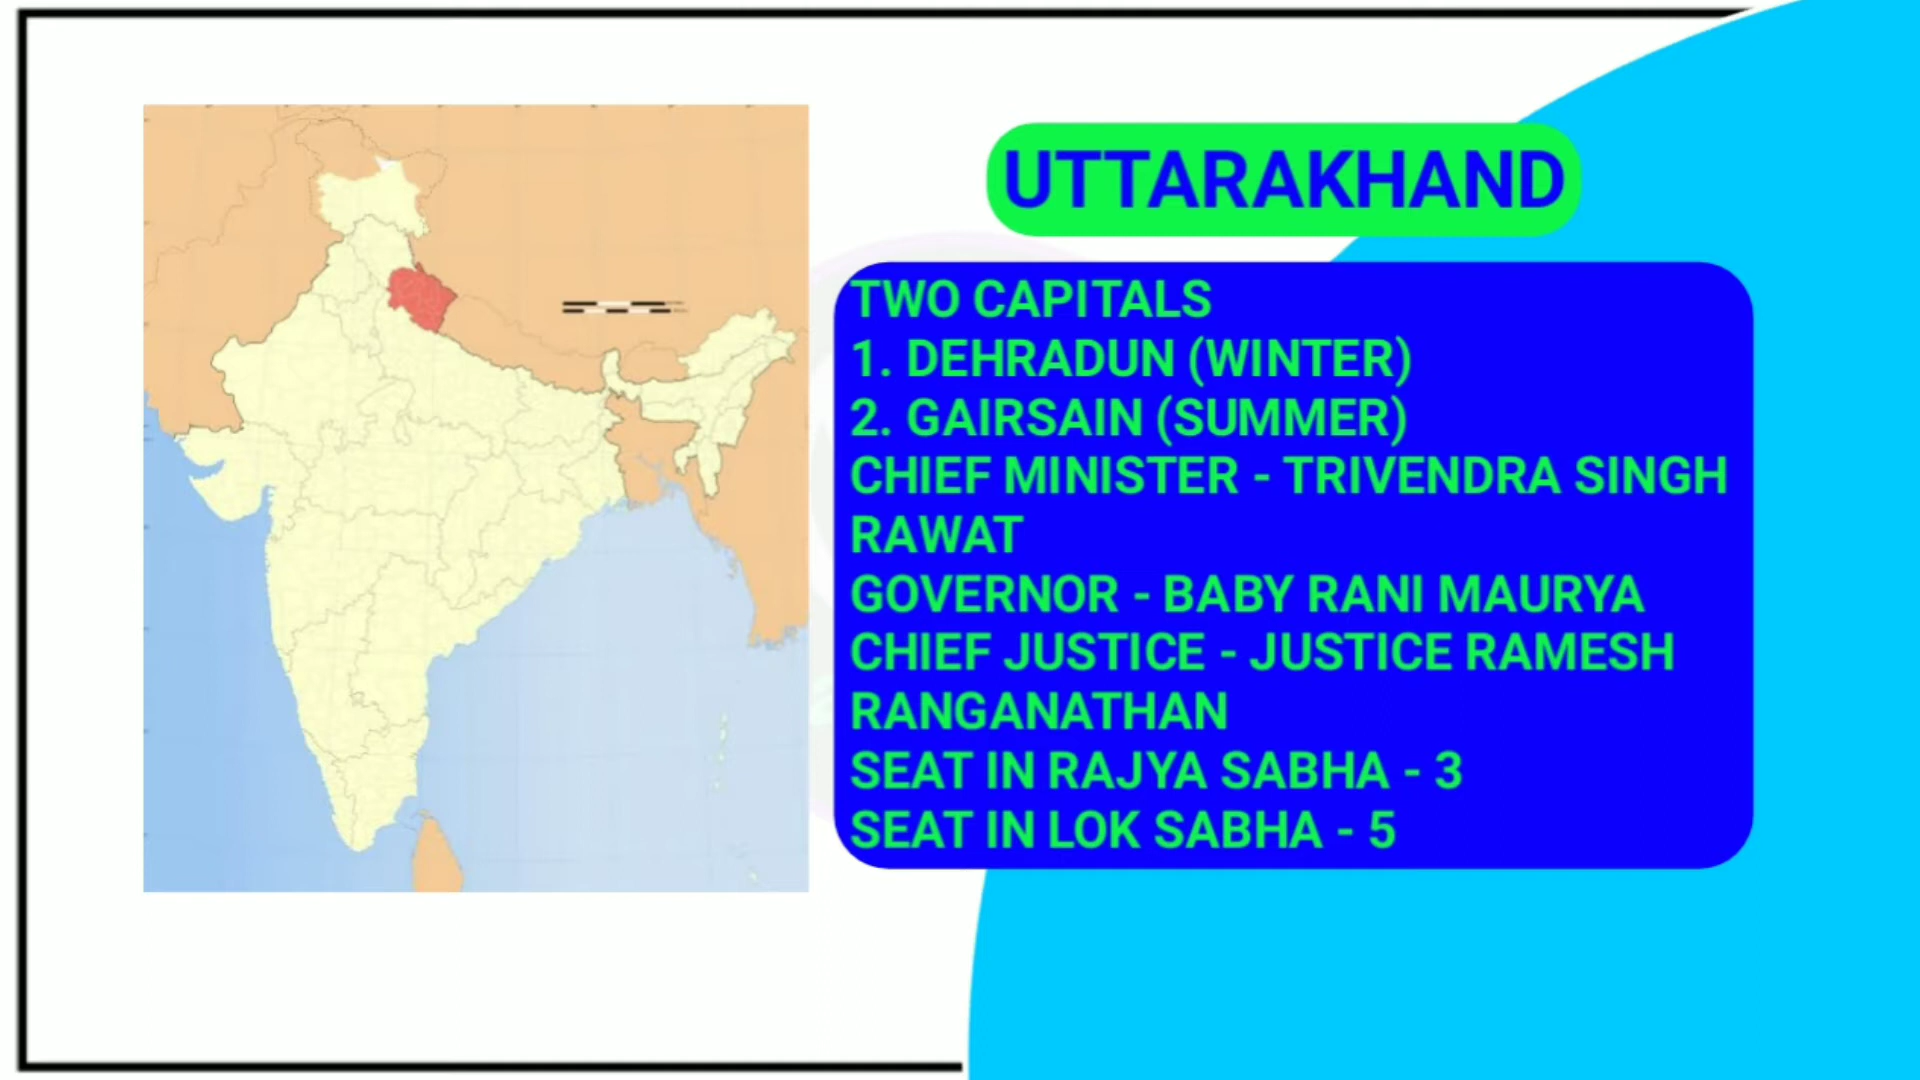 UTTARAKHAND
TWO CAPITALS
1. DEHRADUN (WINTER)
2. GAIRSAIN (SUMMER)
CHIEF MINISTER - TRIVENDRA SINGH
RAWAT
GOVERNOR - BABY RANI MAURYA
CHIEF JUSTICE - JUSTICE RAMESH
RANGANATHAN
SEAT IN RAJYA SABHA - 3
SEAT IN LOK SABHA - 5